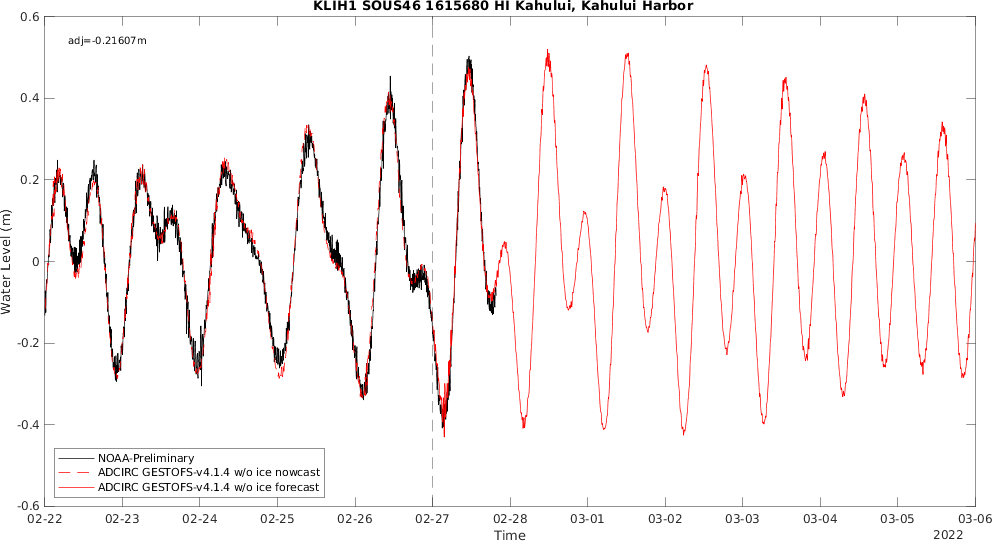 KLIH1 SOUS46 1615680 HI Kahului, Kahului Harbor
adj=-0.21607m
0.6
0.4
0.2
0
-0.2
-0.4
-0.6
Water Level (m)
NOAA-Preliminary
ADCIRC GESTOFS-v4.1.4 w/o ice nowcast
ADCIRC GESTOFS-v4.1.4 w/o ice forecast
02-22 02-23 02-24 02-25 02-26 02-27 02-28 03-01 03-02 03-03 03-04 03-05 03-06
Time
2022